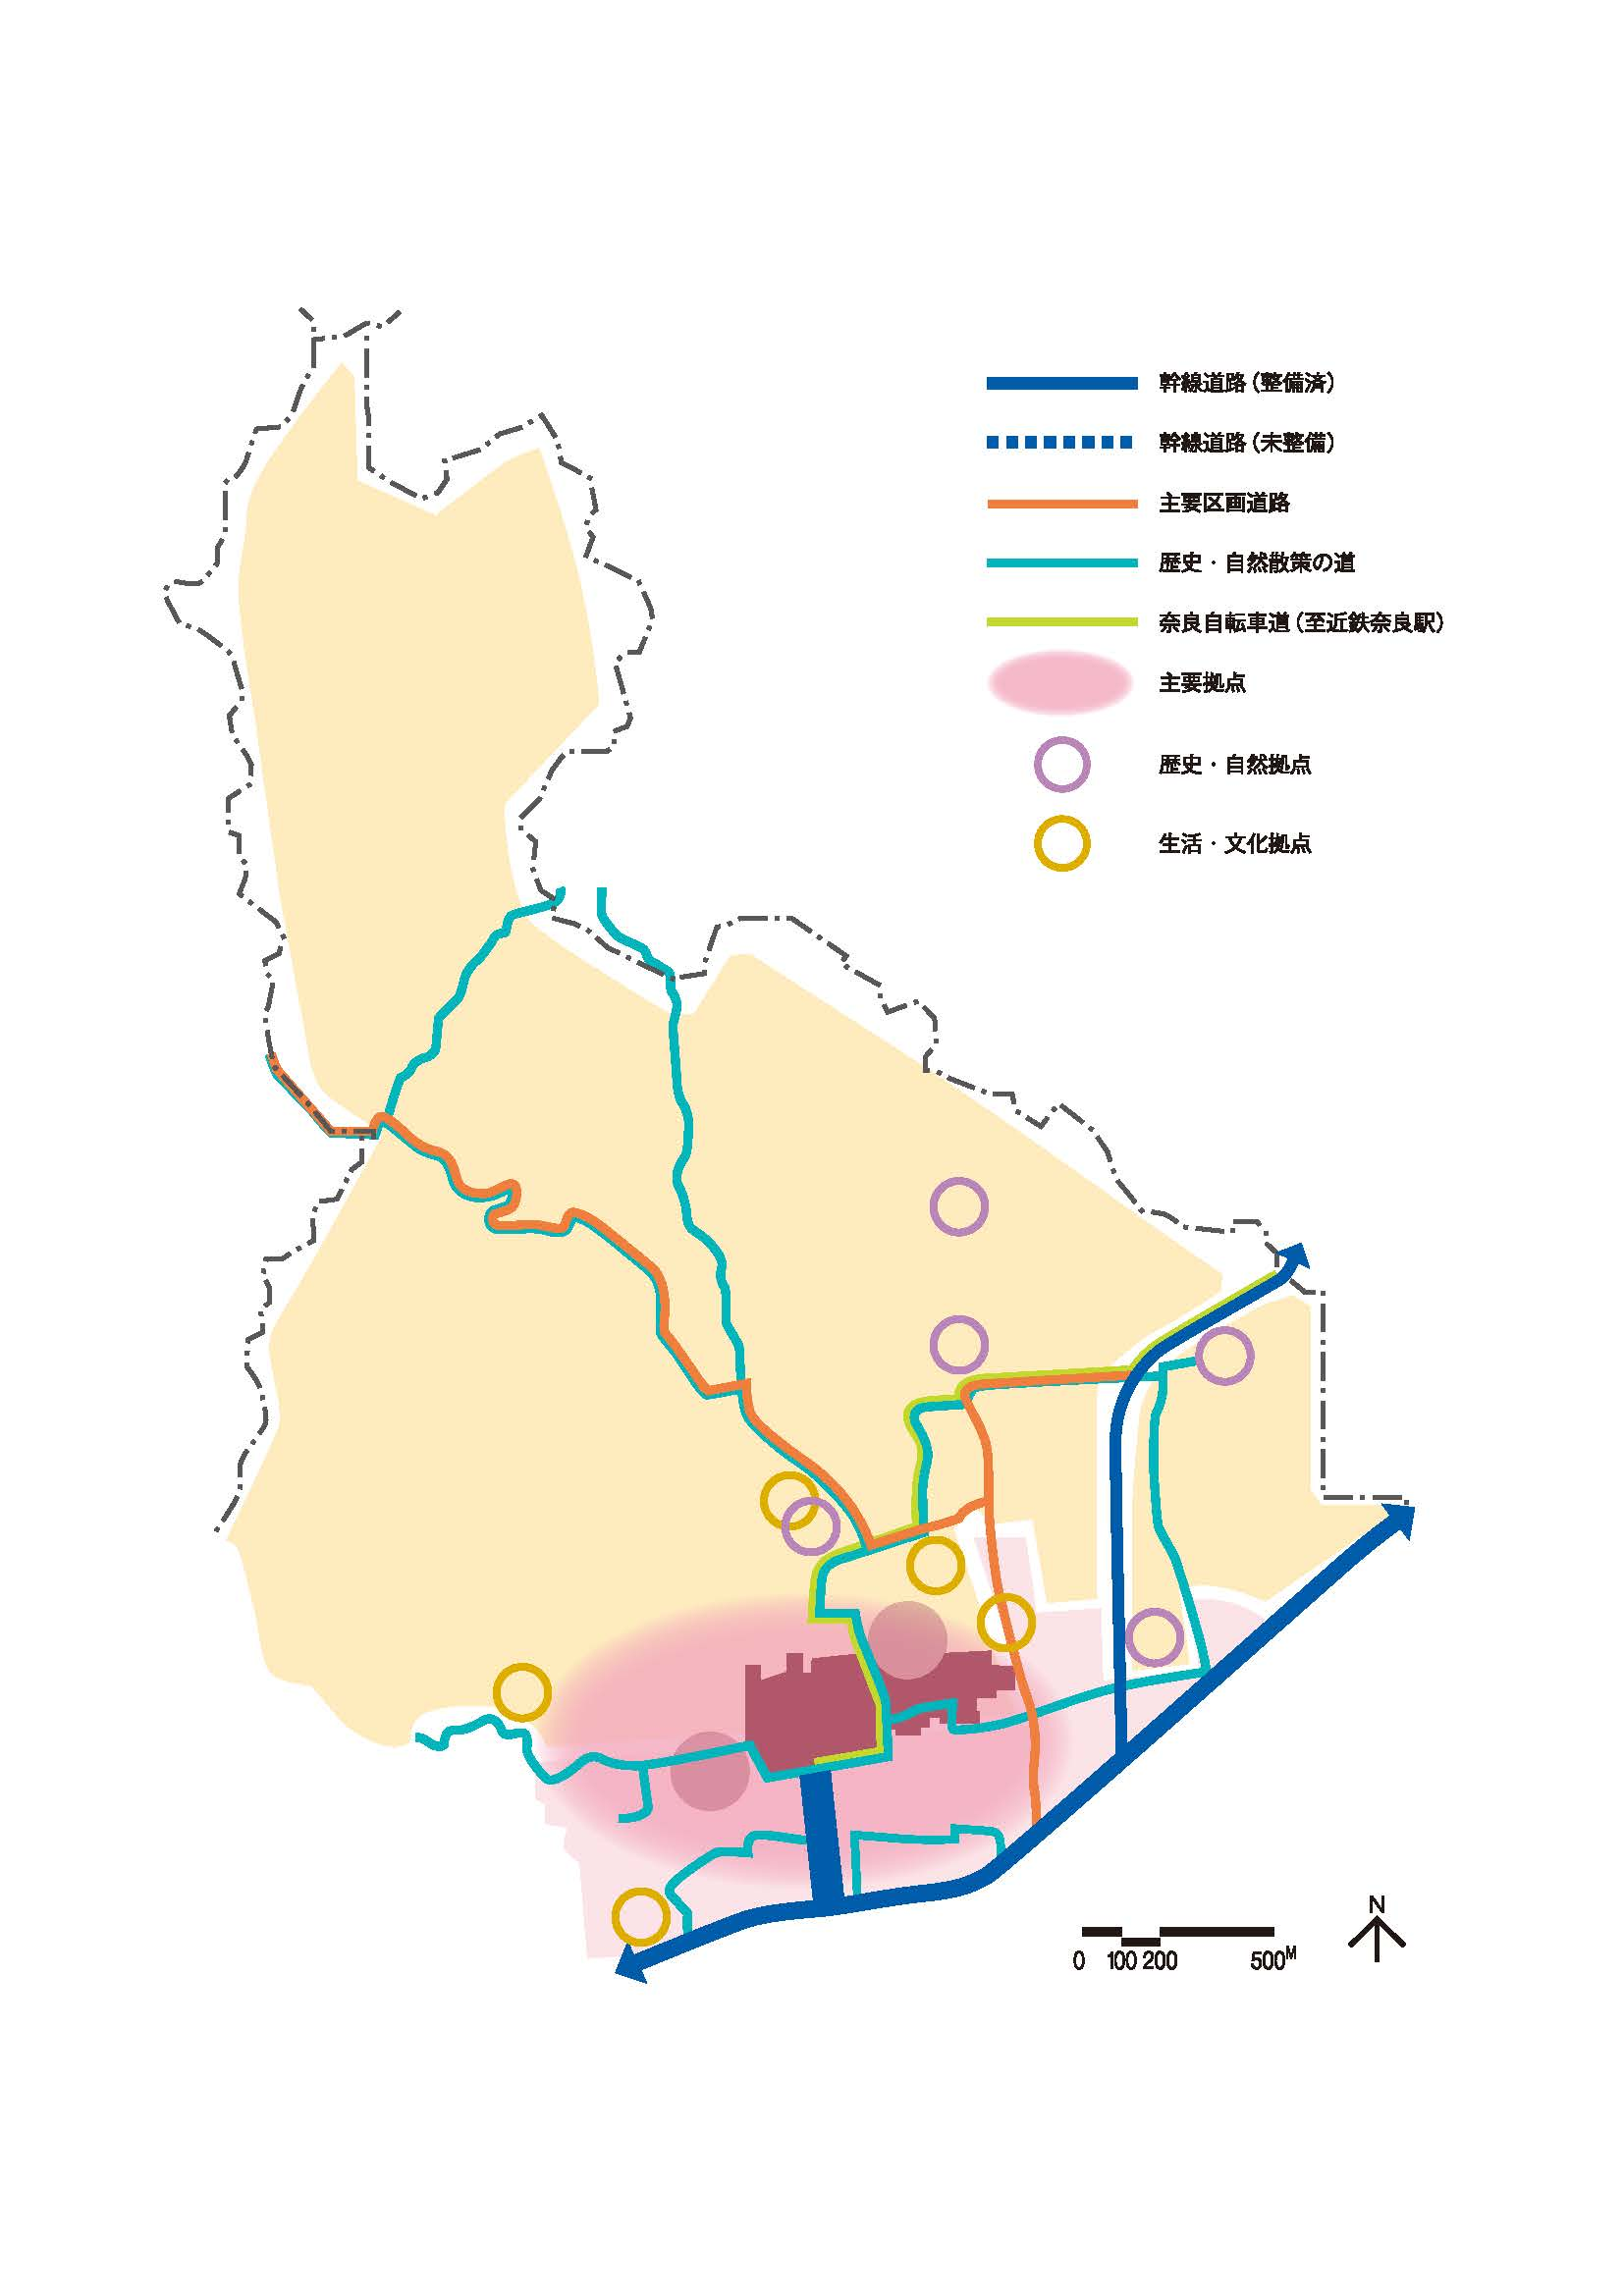 幹線道路（整備済）
幹線道路（未整備）
主要区画道路
歴史・自然散策の道
奈良自転車道（至近鉄奈良駅）
主要拠点
歴史・自然拠点
生活・文化拠点
N
0 100 200 500M